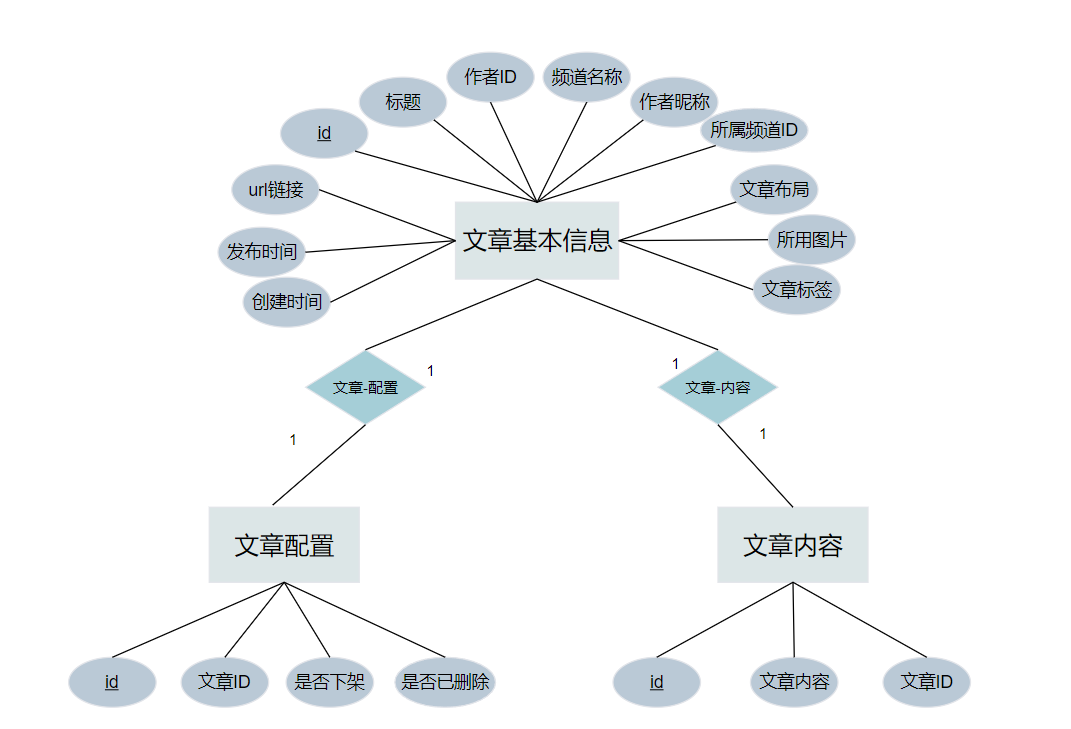 作者ID
频道名称
标题
作者昵称
id
所属频道ID
url链接
文章布局
文章基本信息
所用图片
发布时间
文章标签
创建时间
1
1
文章-配置
文章-内容
1
1
文章配置
文章内容
id
文章ID
是否下架
是否已删除
id
文章内容
文章ID